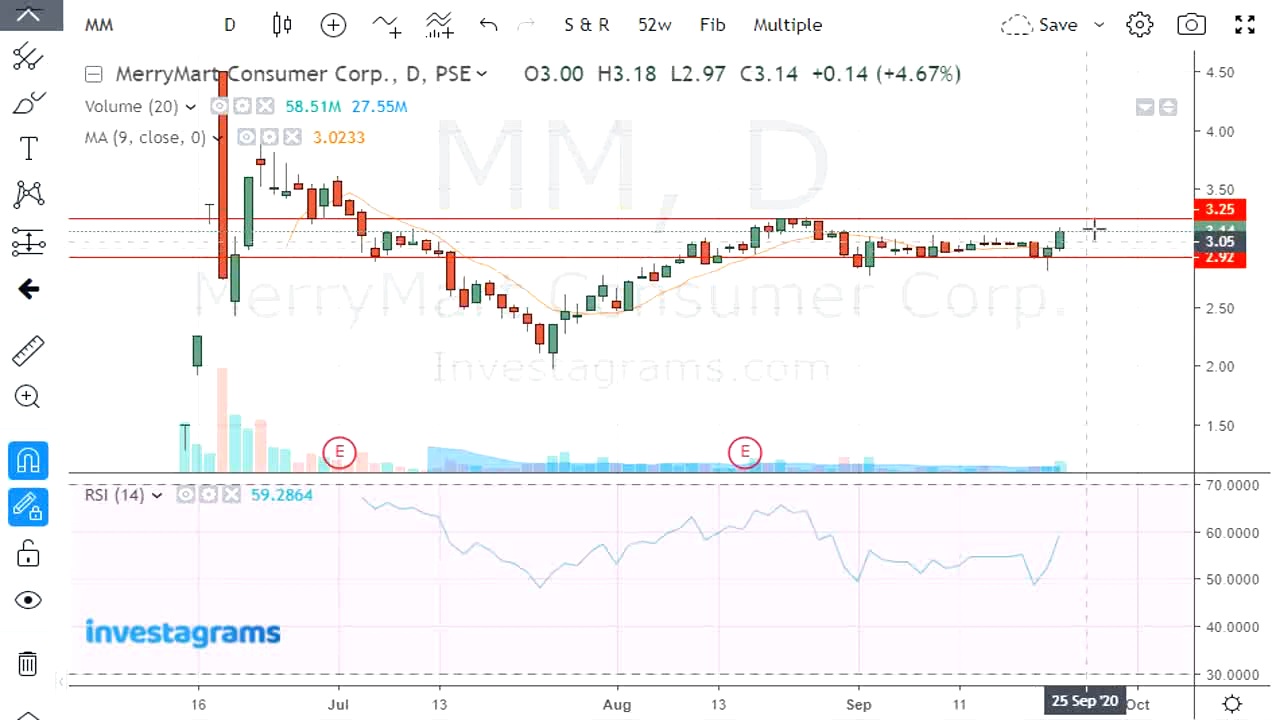 MM D S & R 52w Fib Multiple Save
MerryMart Consumer Corp., D, PSE O3.00 H3.18 L2.97 C3.14 +0.14 (+4.67%)
Volume (20) 58.51M 27.55M
MA (9, close, 0) 3.0233
MM, D
MerryMart Consumer Corp.
Investagrams.com
4.50
4.00
3.50
3.25
3.14
3.05
2.92
2.50
2.00
1.50
E E
RSI (14) 59.2864
70.0000
60.0000
50.0000
40.0000
30.0000
investagrams
16 Jul 13 Aug 13 Sep 11 25 Sep '20 Oct